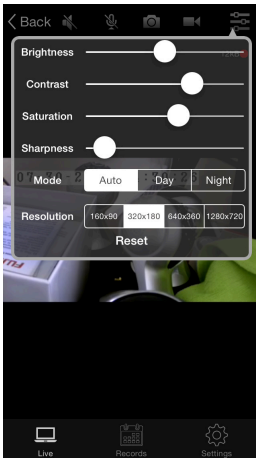 Back
Brightness
Contrast
Saturation
Sharpness
Mode Auto Day Night
Resolution 160x90 320x180 640x360 1280x720
Reset
Live Records Settings